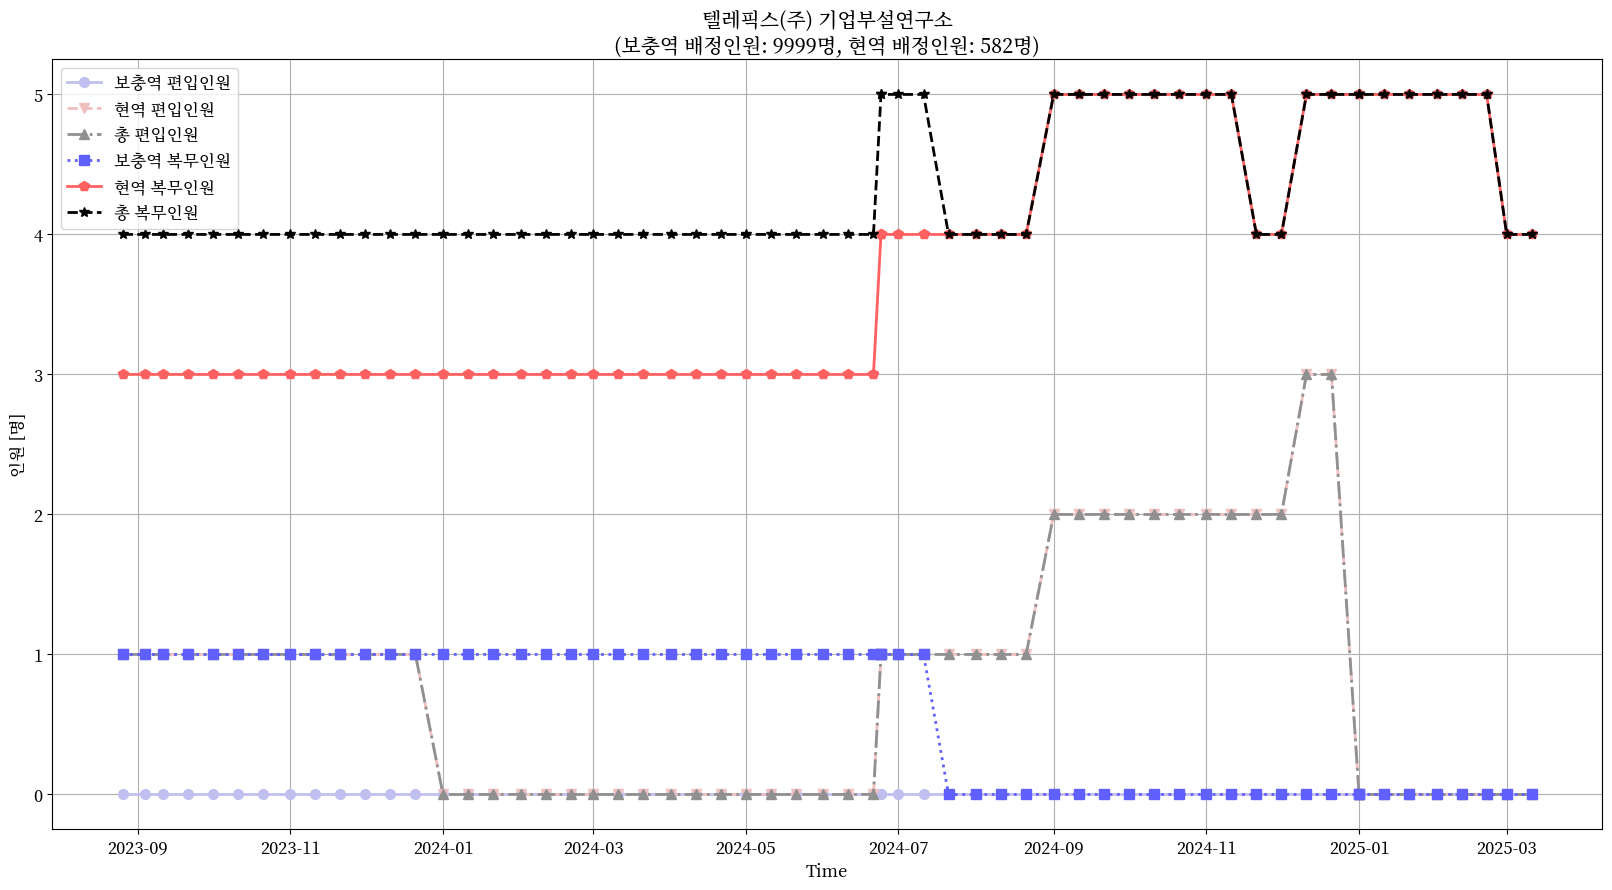 텔레픽스(주) 기업부설연구소
(보충역 배정인원: 9999명, 현역 배정인원: 582명)
보충역 편입인원
현역 편입인원
총 편입인원
보충역 복무인원
현역 복무인원
총 복무인원
인원 [명]
5
4
3
2
1
0
2023-09 2023-11 2024-01 2024-03 2024-05 2024-07 2024-09 2024-11 2025-01 2025-03
Time